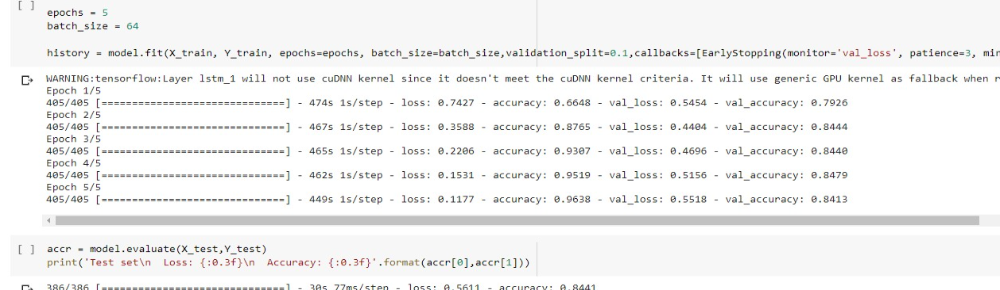 [ ]
epochs = 5
batch_size = 64
history = model.fit(X_train, Y_train, epochs=epochs, batch_size=batch_size,validation_split=0.1,callbacks=[EarlyStopping(monitor='val_loss', patience=3, min
WARNING:tensorflow:Layer lstm_1 will not use cuDNN kernel since it doesn't meet the cuDNN kernel criteria. It will use generic GPU kernel as fallback when r
Epoch 1/5
405/405 [==============================] - 474s 1s/step - loss: 0.7427 - accuracy: 0.6648 - val_loss: 0.5454 - val_accuracy: 0.7926
Epoch 2/5
405/405 [==============================] - 467s 1s/step - loss: 0.3588 - accuracy: 0.8765 - val_loss: 0.4404 - val_accuracy: 0.8444
Epoch 3/5
405/405 [==============================] - 465s 1s/step - loss: 0.2206 - accuracy: 0.9307 - val_loss: 0.4696 - val_accuracy: 0.8440
Epoch 4/5
405/405 [==============================] - 462s 1s/step - loss: 0.1531 - accuracy: 0.9519 - val_loss: 0.5156 - val_accuracy: 0.8479
Epoch 5/5
405/405 [==============================] - 449s 1s/step - loss: 0.1177 - accuracy: 0.9638 - val_loss: 0.5518 - val_accuracy: 0.8413
[ ] accr = model.evaluate(X_test,Y_test)
print('Test set\n  Loss: {:0.3f}\n  Accuracy: {:0.3f}'.format(accr[0],accr[1]))
386/386 [==============================] - 30s 77ms/step - loss: 0.5611 - accuracy: 0.8441